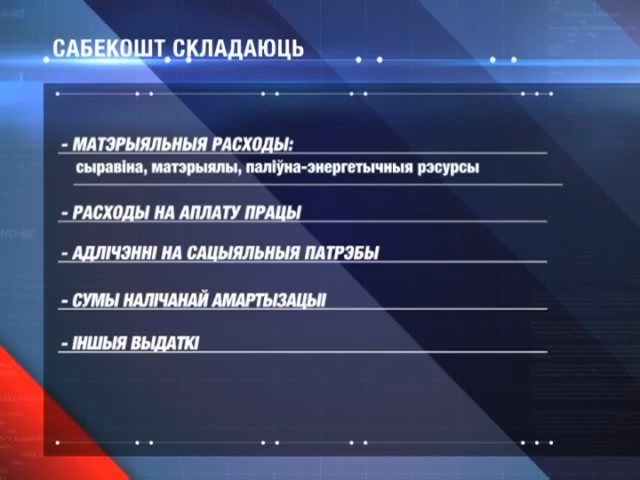 САБЕКОШТ СКЛАДАЮЦЬ
- МАТЭРЫЯЛЬНЫЯ РАСХОДЫ:
сыравіна, матэрыялы, паліўна-энергетычныя рэсурсы
- РАСХОДЫ НА АПЛАТУ ПРАЦЫ
- АДЛІЧЭННІ НА САЦЫЯЛЬНЫЯ ПАТРЭБЫ
- СУМЫ НАЛІЧАНАЙ АМАРТЫЗАЦЫІ
- ІНШЫЯ ВЫДАТКІ